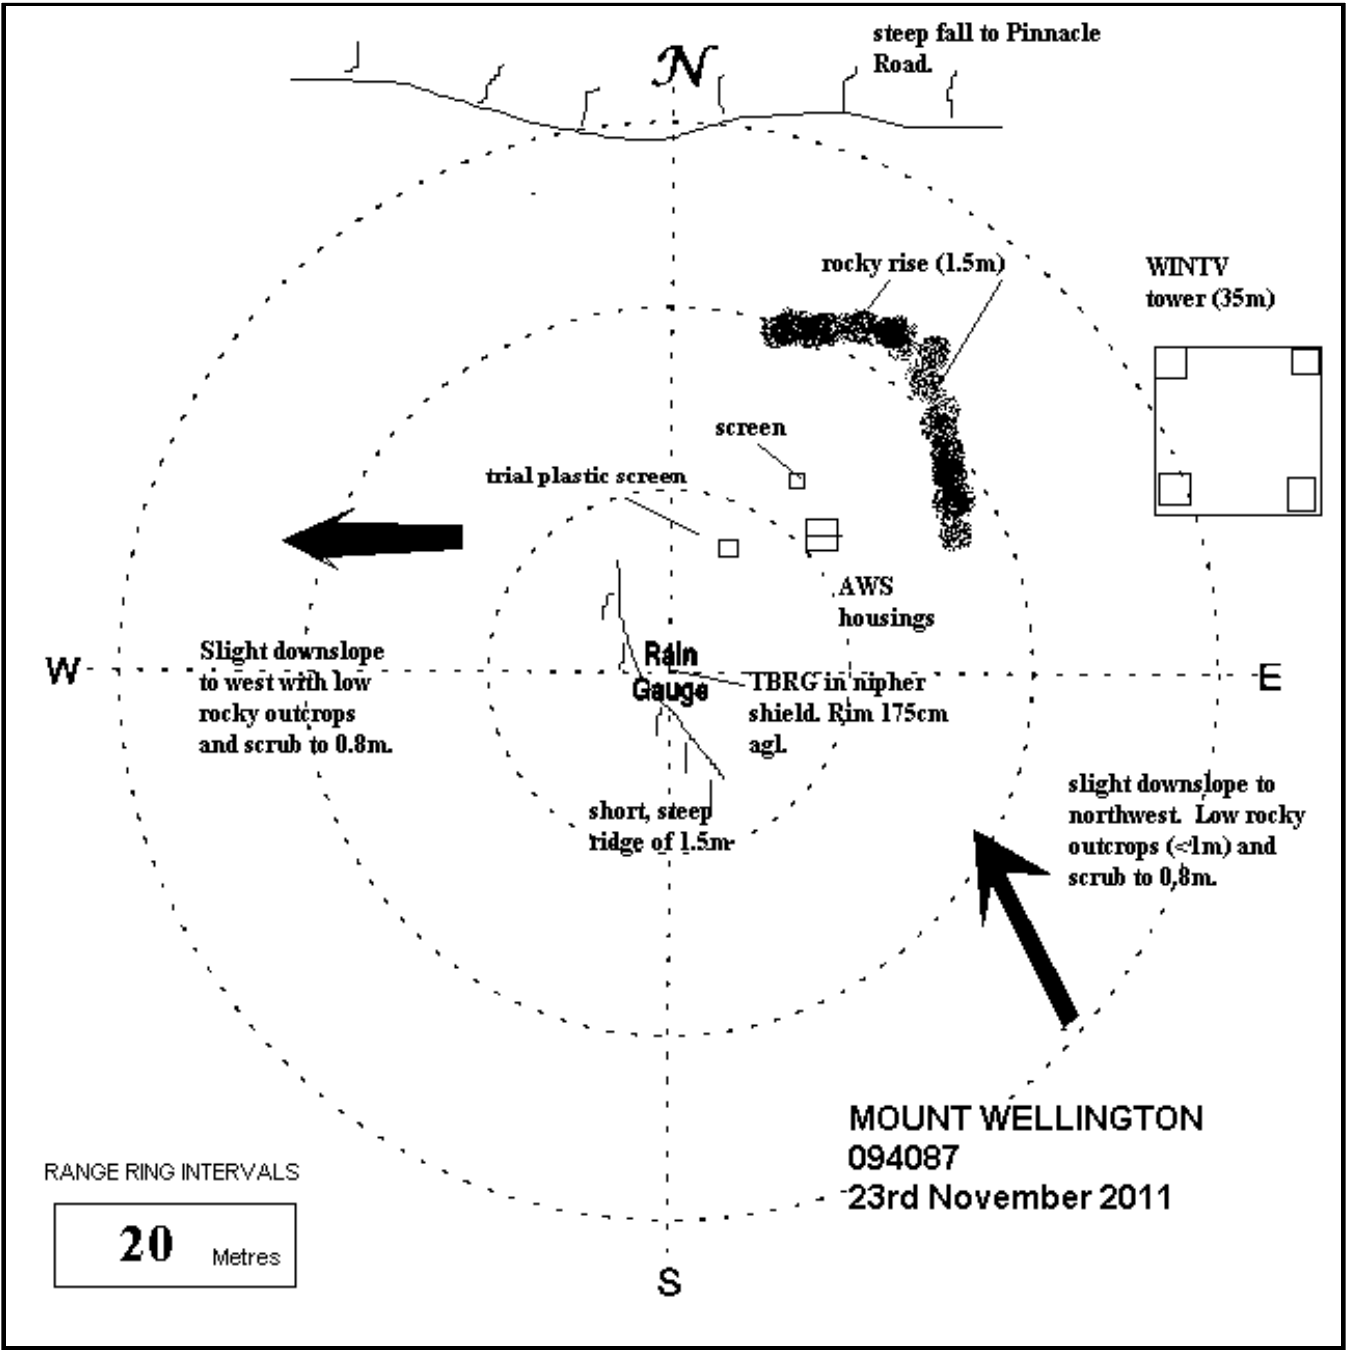 steep fall to Pinnacle
Road.
N
rocky rise (1.5m)
WINTV
tower (35m)
screen
trial plastic screen
AWS
housings
W
Slight downslope
to west with low
rocky outcrops
and scrub to 0.8m.
Rain
Gauge
TBRG in nipher
shield. Rim 175cm
agl.
E
short, steep
ridge of 1.5m
slight downslope to
northwest. Low rocky
outcrops (<1m) and
scrub to 0,8m.
MOUNT WELLINGTON
094087
23rd November 2011
RANGE RING INTERVALS
20 Metres
S